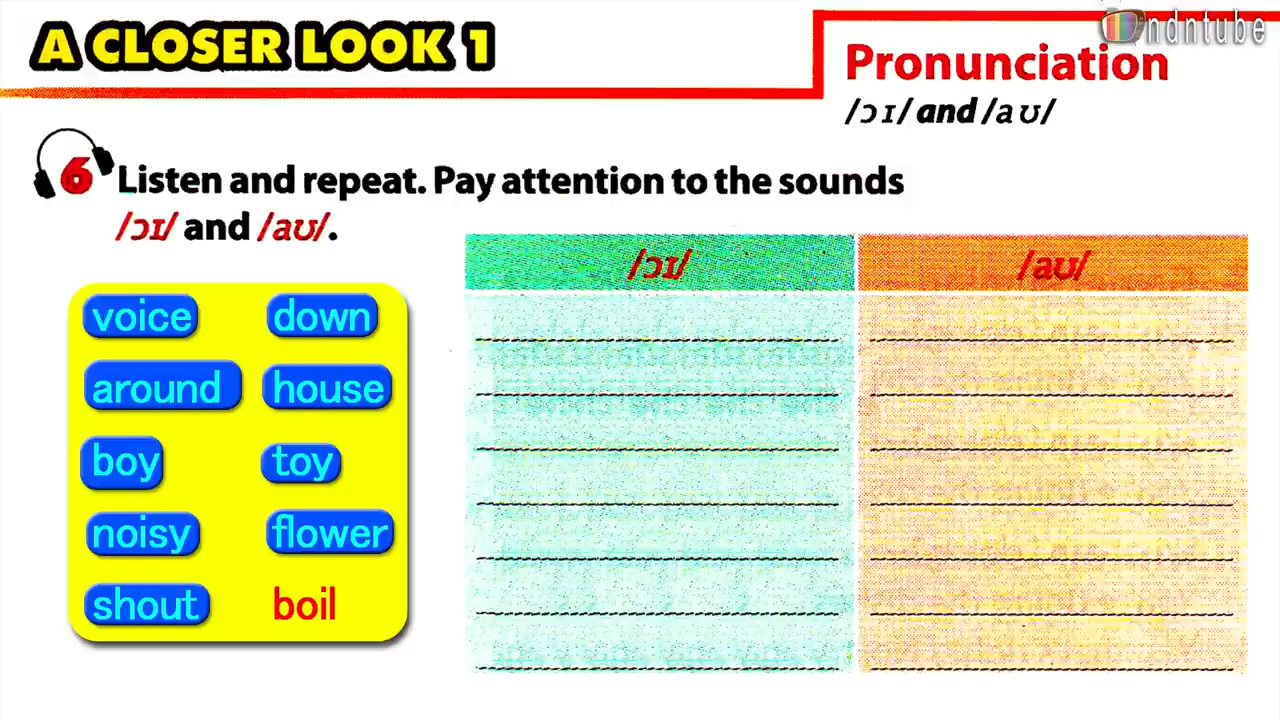 A CLOSER LOOK 1
ndntube
Pronunciation
/ɔɪ/ and /aʊ/
6 Listen and repeat. Pay attention to the sounds
/ɔɪ/ and /aʊ/.
/ɔɪ/ /aʊ/
voice down
around house
boy toy
noisy flower
shout boil